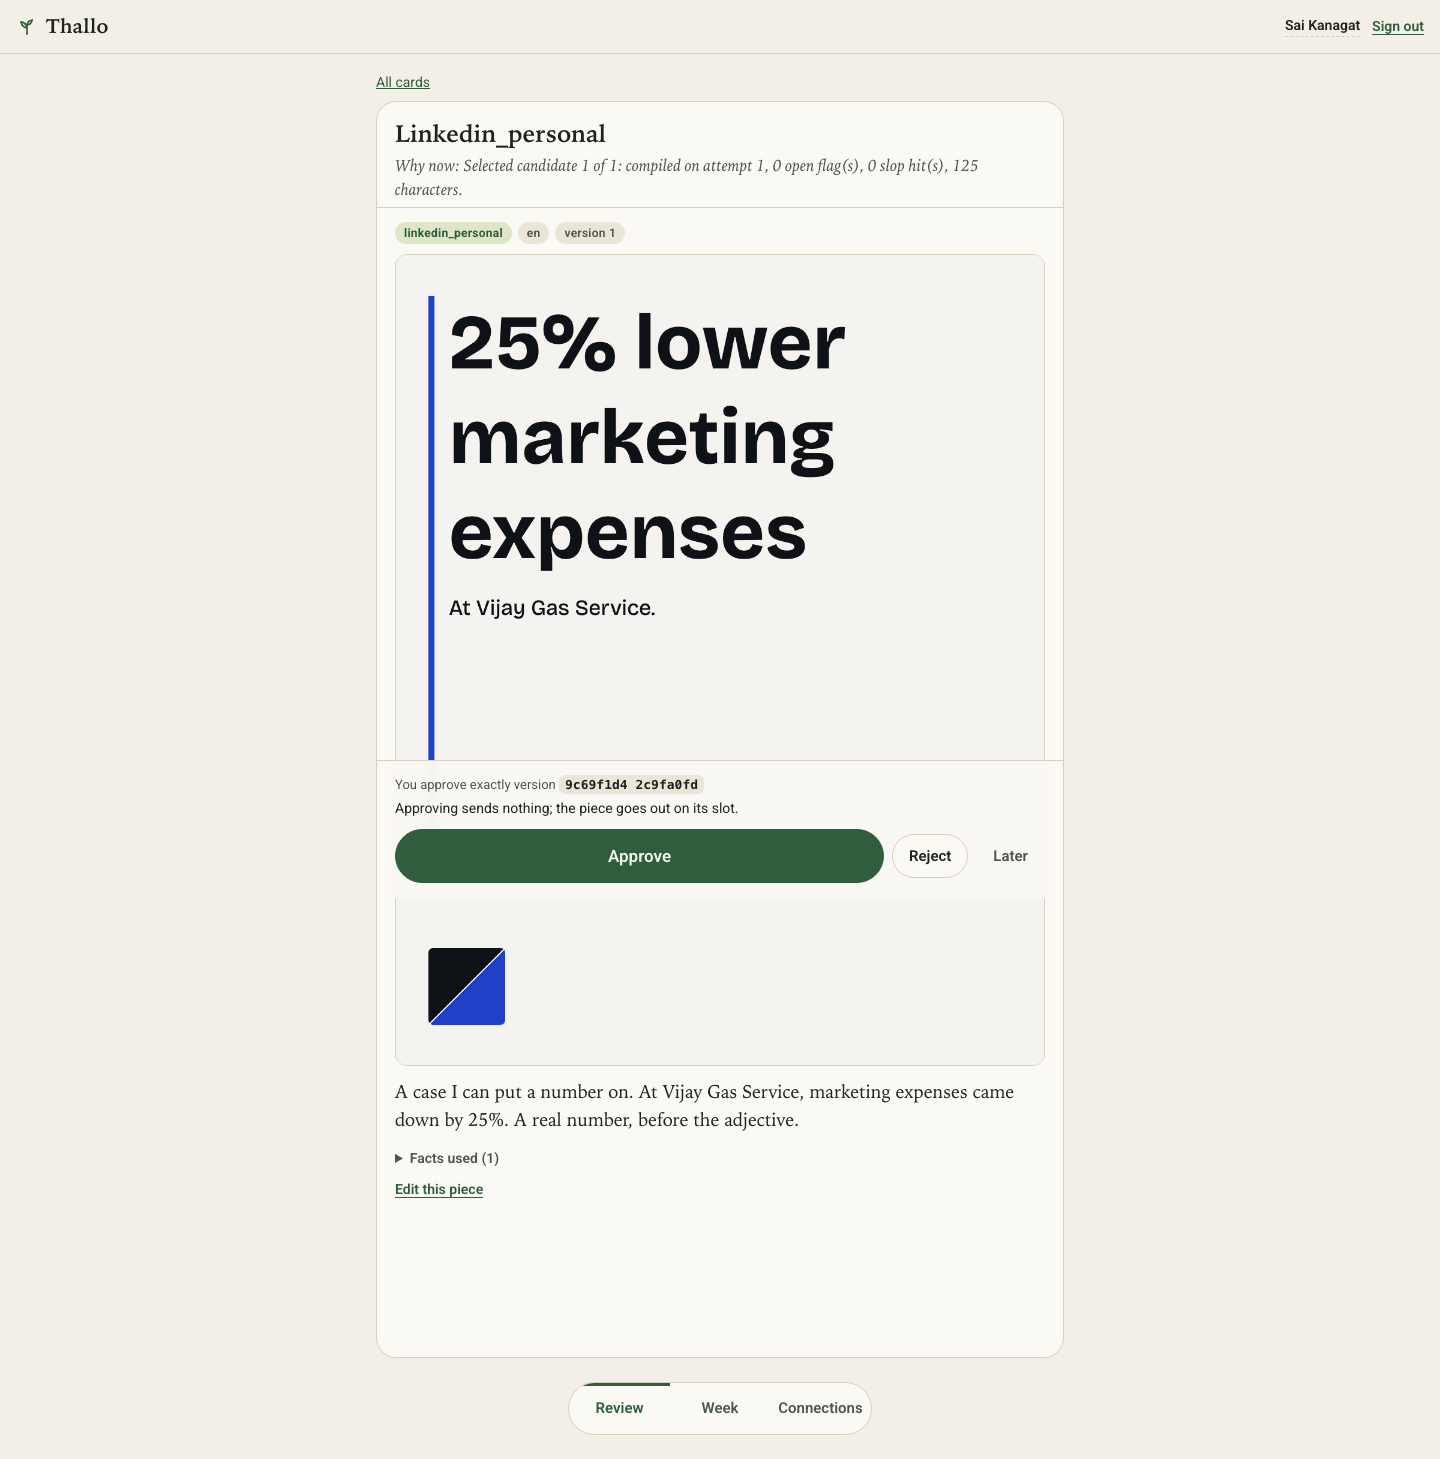 Thallo
Sai Kanagat
Sign out
All cards
Linkedin_personal
Why now: Selected candidate 1 of 1: compiled on attempt 1, 0 open flag(s), 0 slop hit(s), 125
characters.
linkedin_personal
en
version 1
25% lower
marketing
expenses
At Vijay Gas Service.
You approve exactly version 9c69f1d4 2c9fa0fd
Approving sends nothing; the piece goes out on its slot.
Approve
Reject
Later
A case I can put a number on. At Vijay Gas Service, marketing expenses came
down by 25%. A real number, before the adjective.
Facts used (1)
Edit this piece
Review
Week
Connections